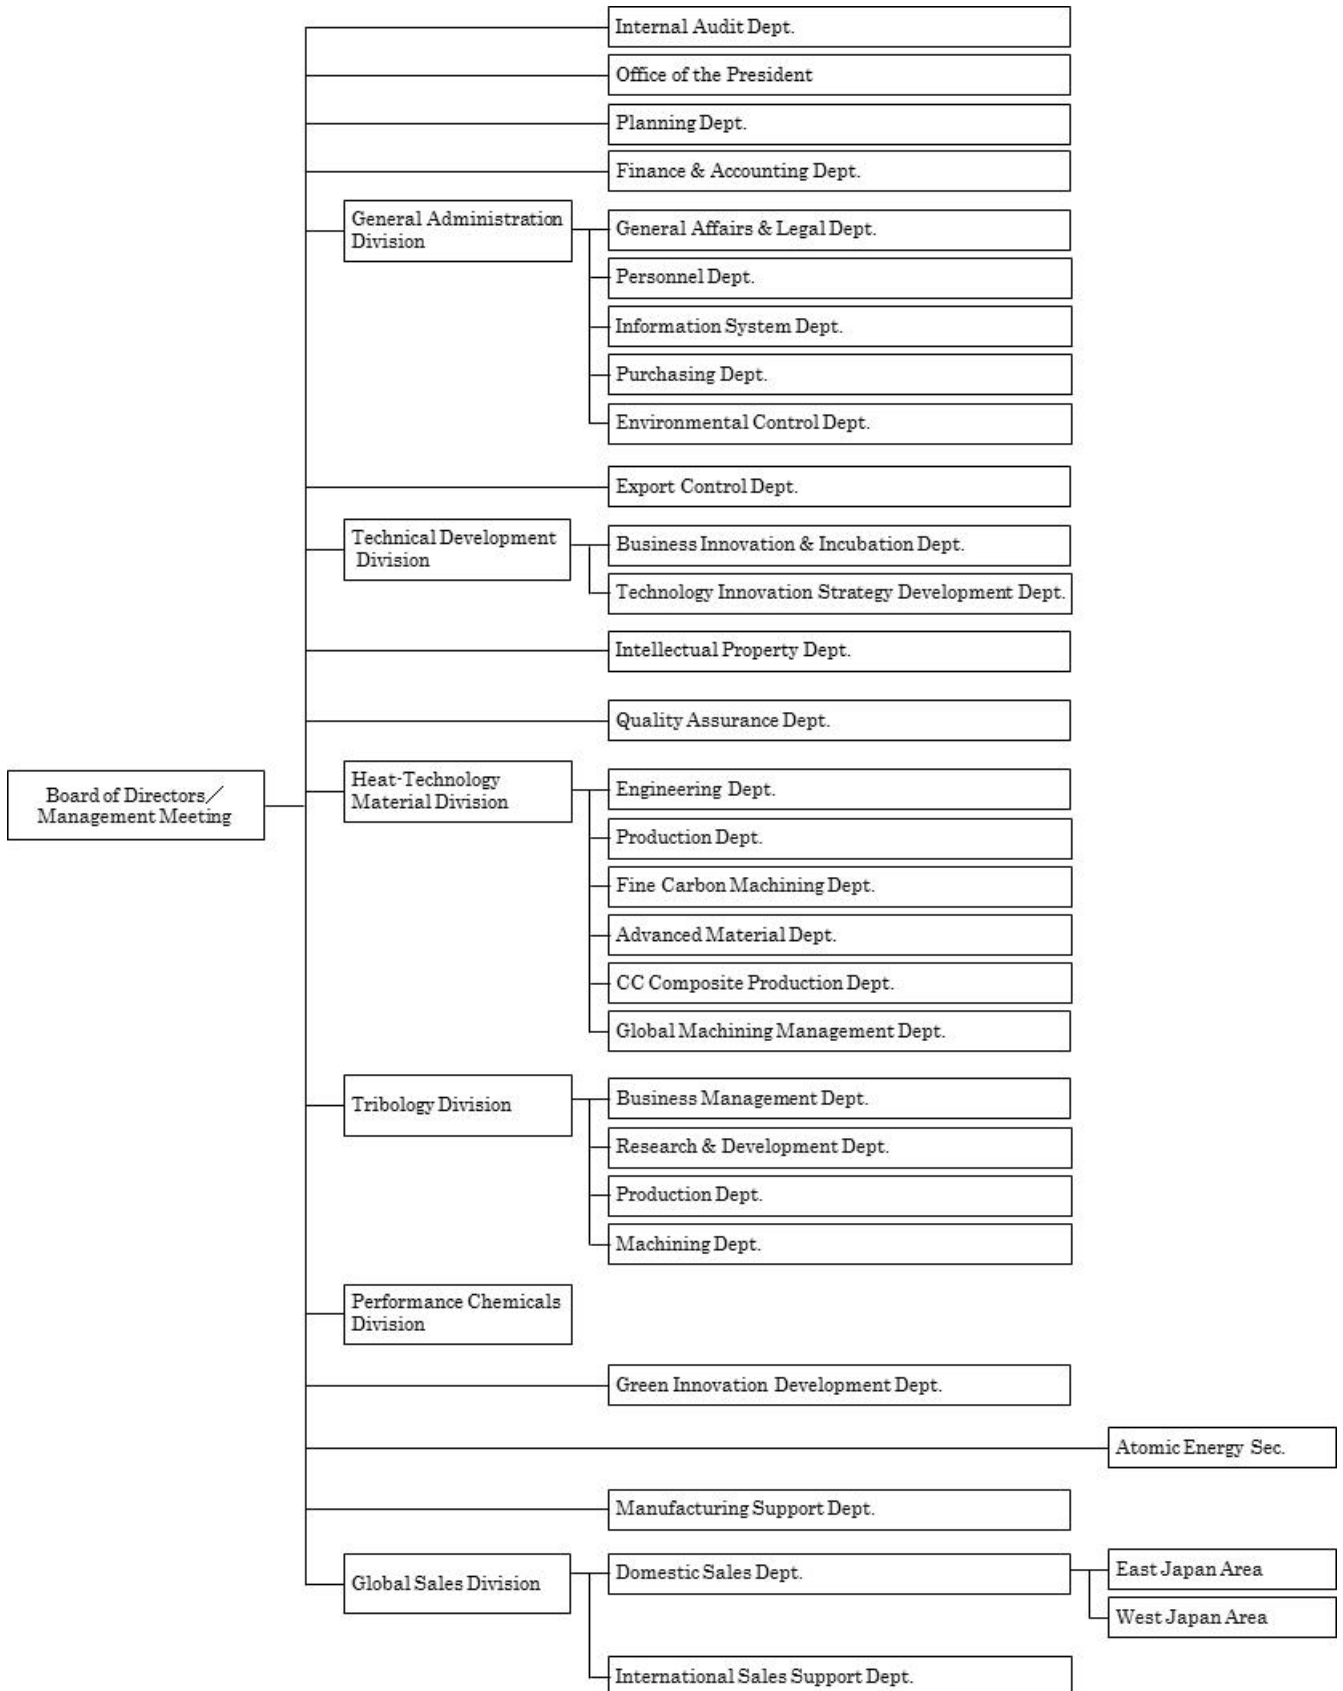 Internal Audit Dept.
Office of the President
Planning Dept.
Finance & Accounting Dept.
General Administration
Division
General Affairs & Legal Dept.
Personnel Dept.
Information System Dept.
Purchasing Dept.
Environmental Control Dept.
Export Control Dept.
Technical Development
Division
Business Innovation & Incubation Dept.
Technology Innovation Strategy Development Dept.
Intellectual Property Dept.
Quality Assurance Dept.
Board of Directors／
Management Meeting
Heat-Technology
Material Division
Engineering Dept.
Production Dept.
Fine Carbon Machining Dept.
Advanced Material Dept.
CC Composite Production Dept.
Global Machining Management Dept.
Tribology Division
Business Management Dept.
Research & Development Dept.
Production Dept.
Machining Dept.
Performance Chemicals
Division
Green Innovation Development Dept.
Atomic Energy Sec.
Manufacturing Support Dept.
Global Sales Division
Domestic Sales Dept.
East Japan Area
West Japan Area
International Sales Support Dept.